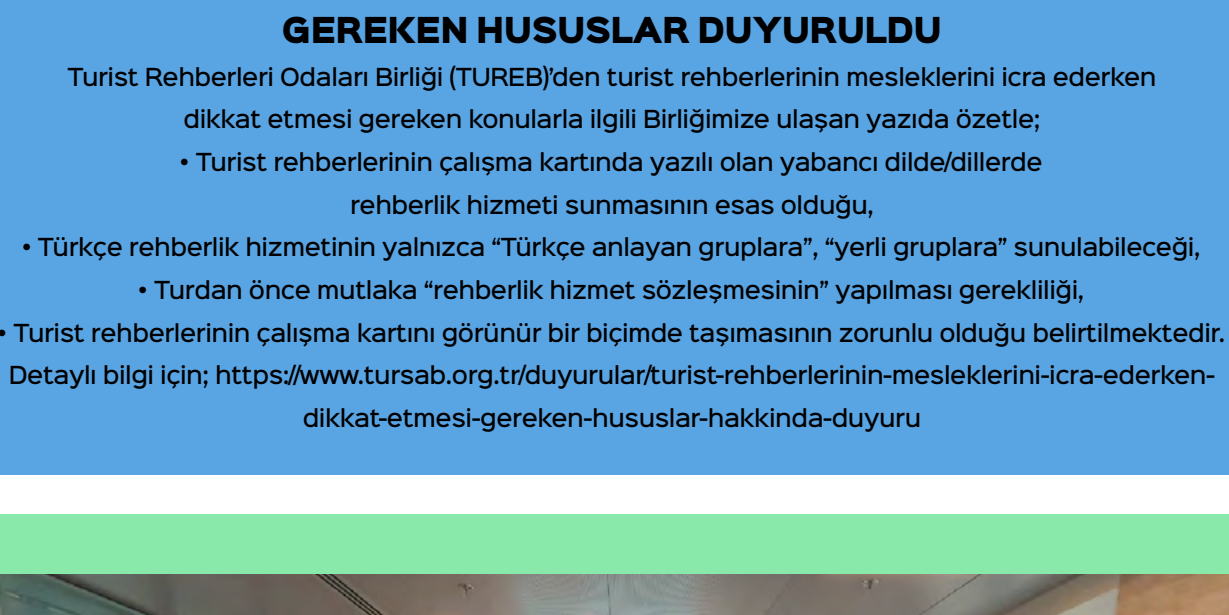 GEREKEN HUSUSLAR DUYURULDU
Turist Rehberleri Odaları Birliği (TUREB)’den turist rehberlerinin mesleklerini icra ederken
dikkat etmesi gereken konularla ilgili Birliğimize ulaşan yazıda özetle;
• Turist rehberlerinin çalışma kartında yazılı olan yabancı dilde/dillerde
rehberlik hizmeti sunmasının esas olduğu,
• Türkçe rehberlik hizmetinin yalnızca “Türkçe anlayan gruplara”, “yerli gruplara” sunulabileceği,
• Turdan önce mutlaka “rehberlik hizmet sözleşmesinin” yapılması gerekliliği,
• Turist rehberlerinin çalışma kartını görünür bir biçimde taşımasının zorunlu olduğu belirtilmektedir.
Detaylı bilgi için; https://www.tursab.org.tr/duyurular/turist-rehberlerinin-mesleklerini-icra-ederken-
dikkat-etmesi-gereken-hususlar-hakkinda-duyuru